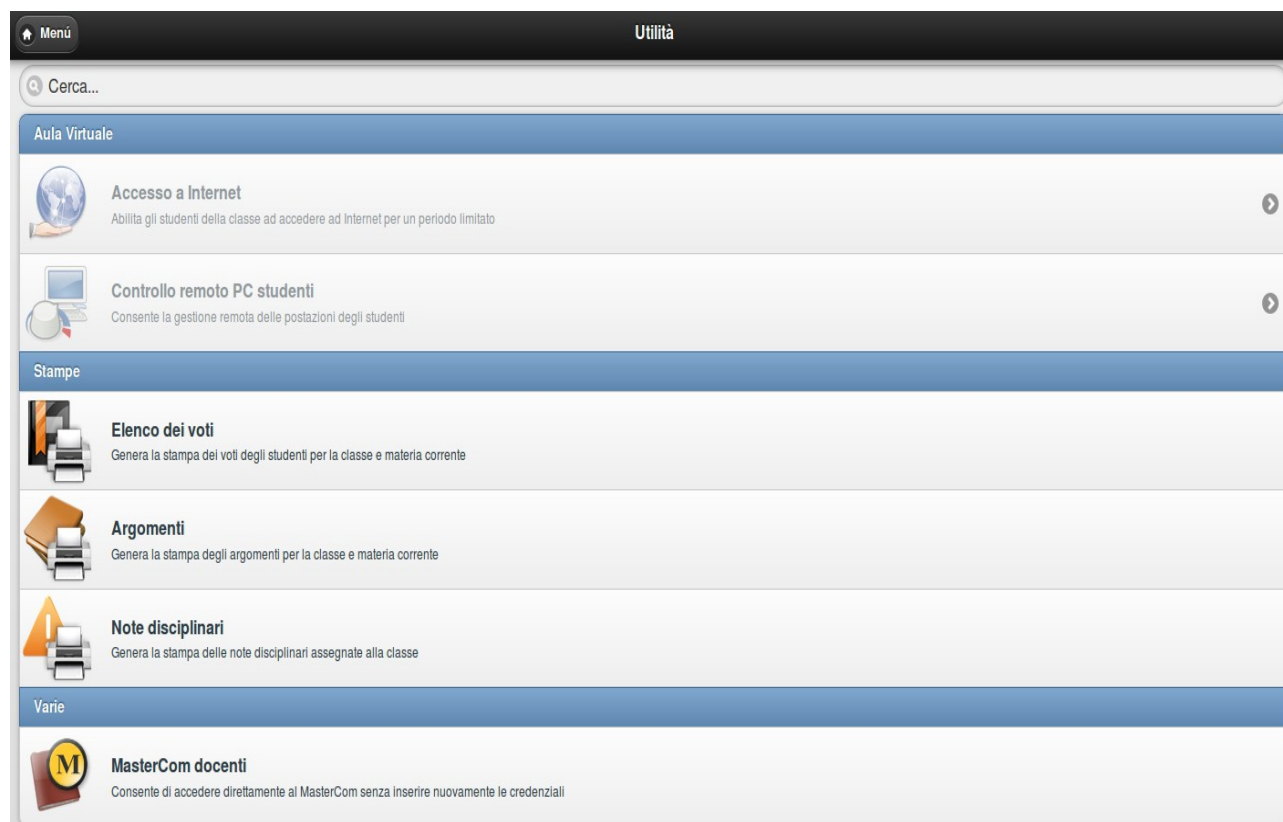 Menú
Utilità
Cerca...
Aula Virtuale
Accesso a Internet
Abilita gli studenti della classe ad accedere ad Internet per un periodo limitato
Controllo remoto PC studenti
Consente la gestione remota delle postazioni degli studenti
Stampe
Elenco dei voti
Genera la stampa dei voti degli studenti per la classe e materia corrente
Argomenti
Genera la stampa degli argomenti per la classe e materia corrente
Note disciplinari
Genera la stampa delle note disciplinari assegnate alla classe
Varie
M
MasterCom docenti
Consente di accedere direttamente al MasterCom senza inserire nuovamente le credenziali